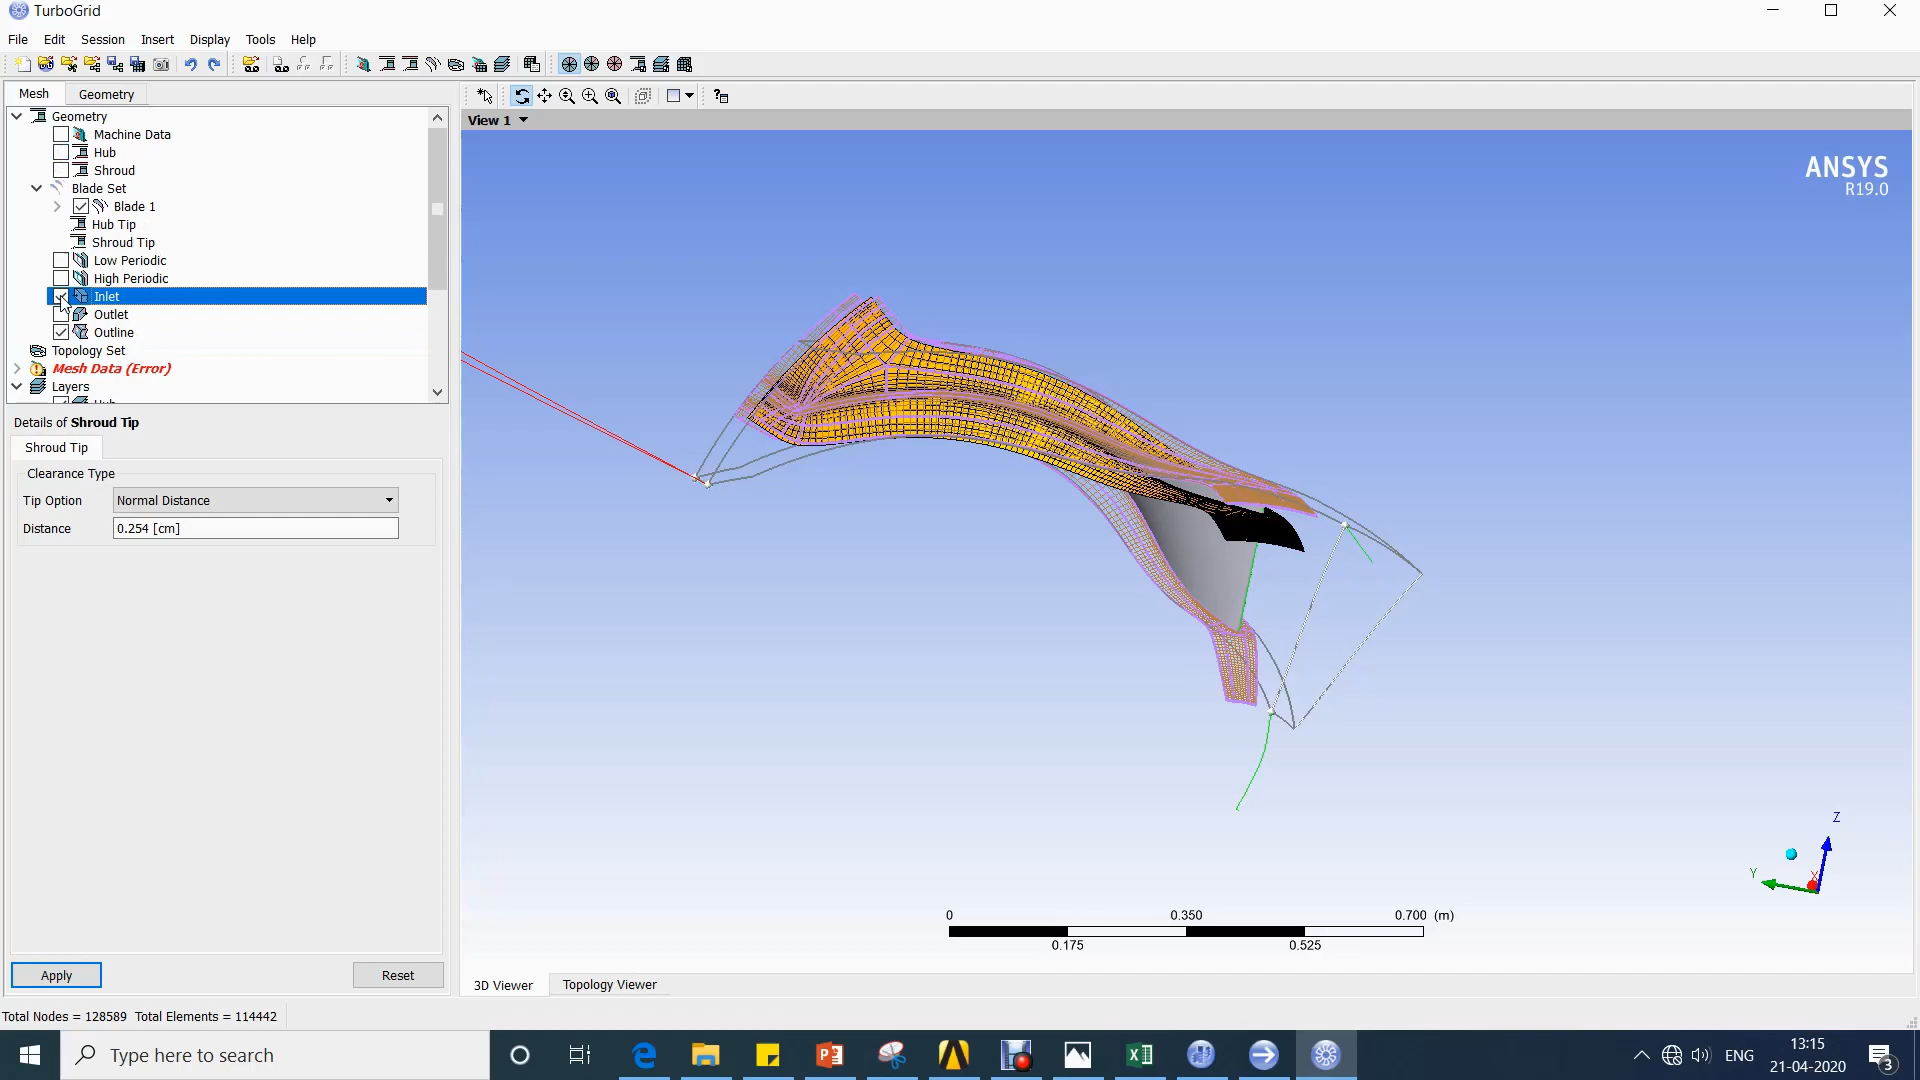 TurboGrid
File Edit Session Insert Display Tools Help
Mesh Geometry
View 1
Geometry
Machine Data
Hub
Shroud
Blade Set
Blade 1
Hub Tip
Shroud Tip
Low Periodic
High Periodic
Inlet
Outlet
Outline
Topology Set
Mesh Data (Error)
Layers
Details of Shroud Tip
Shroud Tip
Clearance Type
Tip Option Normal Distance
Distance 0.254 [cm]
Apply Reset
ANSYS
R19.0
Z
Y
X
0 0.350 0.700 (m)
0.175 0.525
3D Viewer Topology Viewer
Total Nodes = 128589 Total Elements = 114442
Type here to search
ENG
13:15
21-04-2020
3